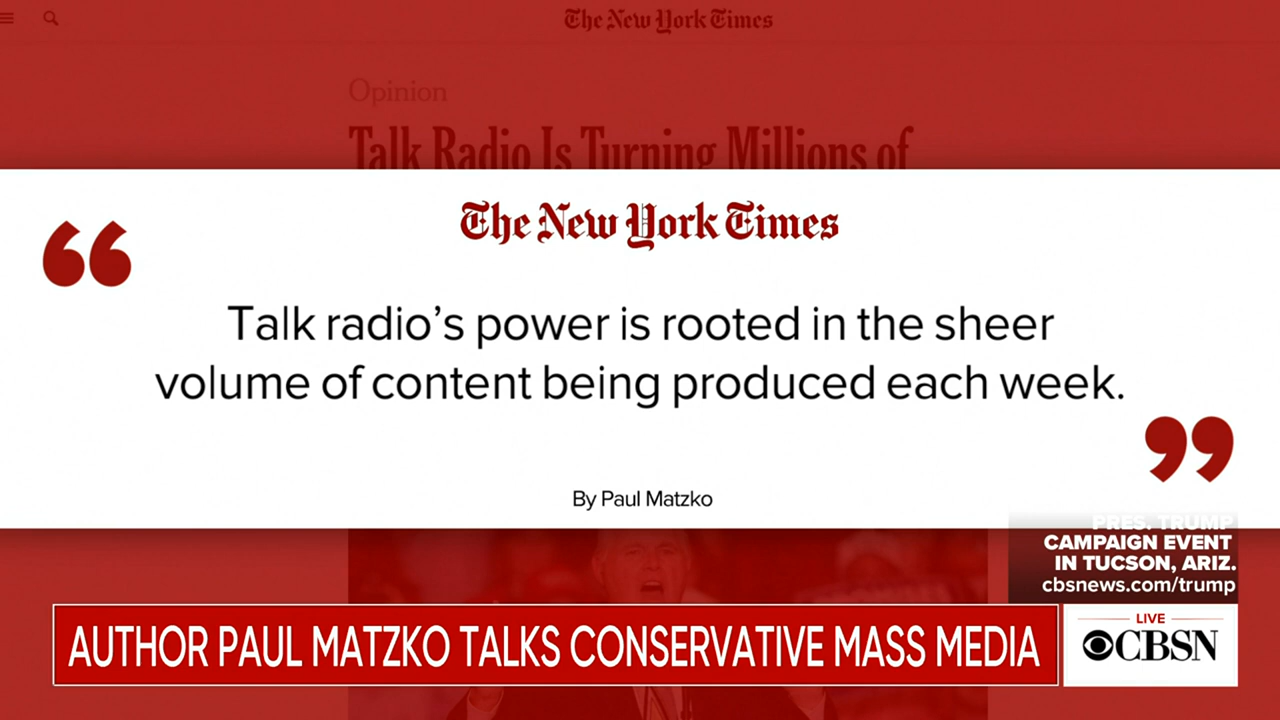 The New York Times
Opinion
Talk Radio Is Turning Millions of
The New York Times
“
Talk radio’s power is rooted in the sheer
volume of content being produced each week.
”
By Paul Matzko
PRES. TRUMP
CAMPAIGN EVENT
IN TUCSON, ARIZ.
cbsnews.com/trump
AUTHOR PAUL MATZKO TALKS CONSERVATIVE MASS MEDIA
LIVE
CBSN